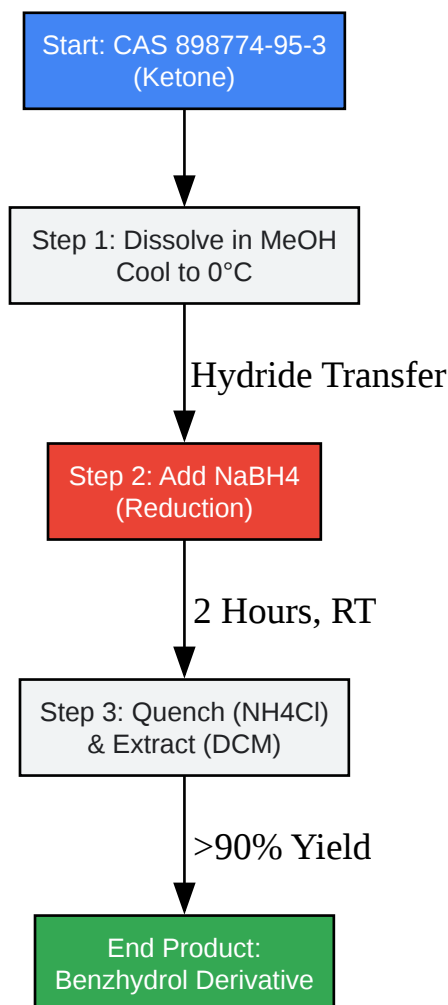 Start: CAS 898774-95-3
(Ketone)
Step 1: Dissolve in MeOH
Cool to 0°C
Hydride Transfer
Step 2: Add NaBH4
(Reduction)
2 Hours, RT
Step 3: Quench (NH4Cl)
& Extract (DCM)
>90% Yield
End Product:
Benzhydrol Derivative